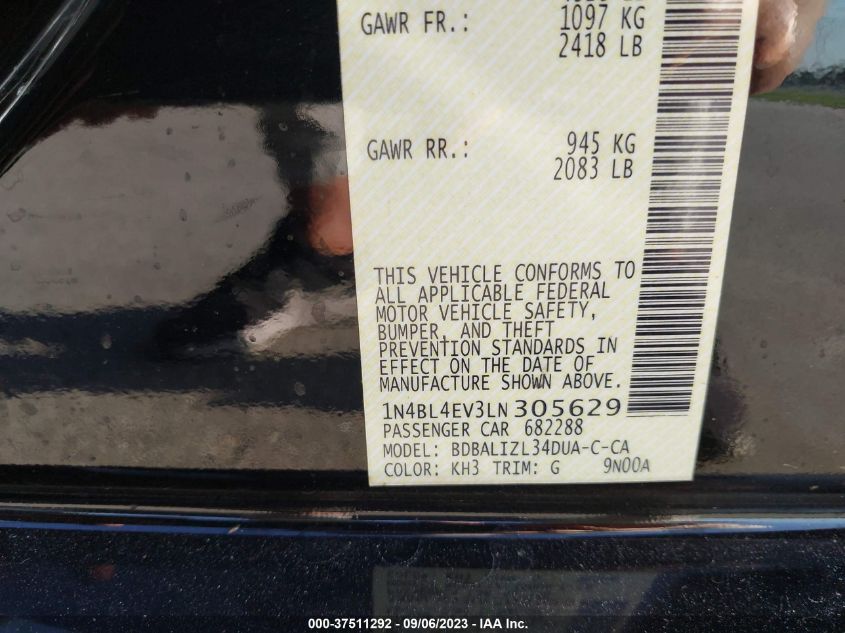 GAWR FR.: 1097 KG
2418 LB
GAWR RR.: 945 KG
2083 LB
THIS VEHICLE CONFORMS TO
ALL APPLICABLE FEDERAL
MOTOR VEHICLE SAFETY,
BUMPER, AND THEFT
PREVENTION STANDARDS IN
EFFECT ON THE DATE OF
MANUFACTURE SHOWN ABOVE.
1N4BL4EV3LN305629
PASSENGER CAR 682288
MODEL: BDBALIZL34DUA-C-CA
COLOR: KH3 TRIM: G 9N00A
000-37511292 - 09/06/2023 - IAA Inc.